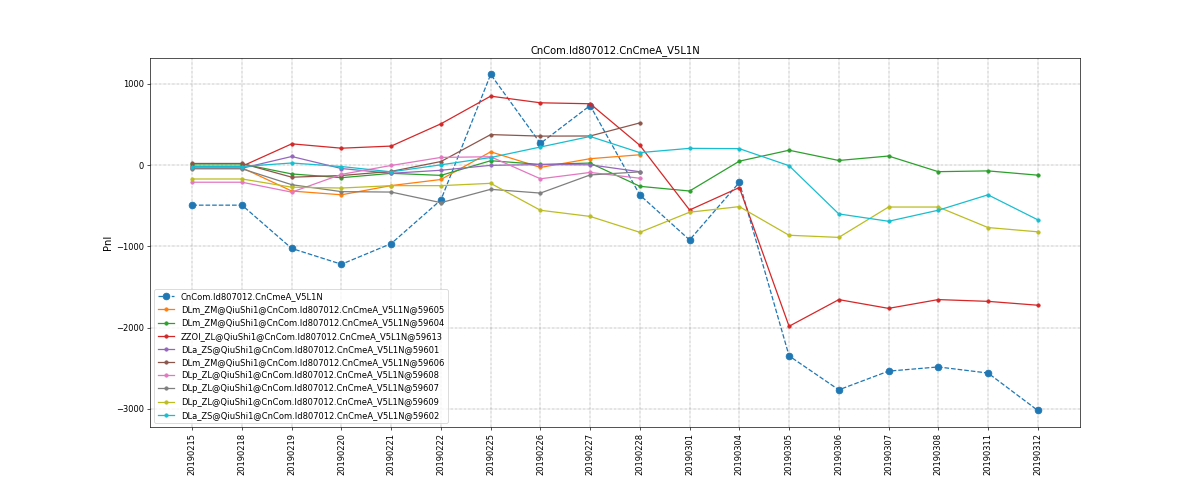 CnCom.Id807012.CnCmeA_V5L1N
1000
0
−1000
−2000
−3000
Pnl
CnCom.Id807012.CnCmeA_V5L1N
DLm_ZM@QiuShi1@CnCom.Id807012.CnCmeA_V5L1N@59605
DLm_ZM@QiuShi1@CnCom.Id807012.CnCmeA_V5L1N@59604
ZZOI_ZL@QiuShi1@CnCom.Id807012.CnCmeA_V5L1N@59613
DLa_ZS@QiuShi1@CnCom.Id807012.CnCmeA_V5L1N@59601
DLm_ZM@QiuShi1@CnCom.Id807012.CnCmeA_V5L1N@59606
DLp_ZL@QiuShi1@CnCom.Id807012.CnCmeA_V5L1N@59608
DLp_ZL@QiuShi1@CnCom.Id807012.CnCmeA_V5L1N@59607
DLp_ZL@QiuShi1@CnCom.Id807012.CnCmeA_V5L1N@59609
DLa_ZS@QiuShi1@CnCom.Id807012.CnCmeA_V5L1N@59602
20190215
20190218
20190219
20190220
20190221
20190222
20190225
20190226
20190227
20190228
20190301
20190304
20190305
20190306
20190307
20190308
20190311
20190312